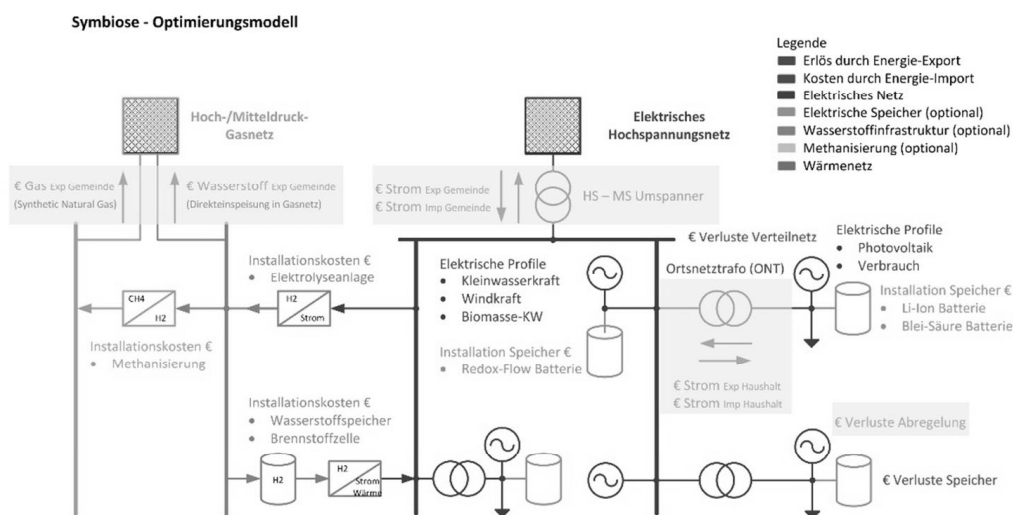 Symbiose - Optimierungsmodell
Legende
Erlös durch Energie-Export
Kosten durch Energie-Import
Elektrisches Netz
Elektrische Speicher (optional)
Wasserstoffinfrastruktur (optional)
Methanisierung (optional)
Wärmenetz
Hoch-/Mitteldruck-
Gasnetz
Elektrisches
Hochspannungsnetz
€ Gas Exp Gemeinde
(Synthetic Natural Gas)
€ Wasserstoff Exp Gemeinde
(Direkteinspeisung in Gasnetz)
€ Strom Exp Gemeinde
€ Strom Imp Gemeinde
HS – MS Umspanner
€ Verluste Verteilnetz
Elektrische Profile
• Photovoltaik
• Verbrauch
Installationskosten €
• Elektrolyseanlage
Elektrische Profile
• Kleinwasserkraft
• Windkraft
• Biomasse-KW
Ortsnetztrafo (ONT)
Installation Speicher €
• Li-Ion Batterie
• Blei-Säure Batterie
CH4
H2
H2
Strom
Installationskosten €
• Methanisierung
Installation Speicher €
• Redox-Flow Batterie
€ Strom Exp Haushalt
€ Strom Imp Haushalt
Installationskosten €
• Wasserstoffspeicher
• Brennstoffzelle
€ Verluste Abregelung
H2
H2
Strom
Wärme
€ Verluste Speicher